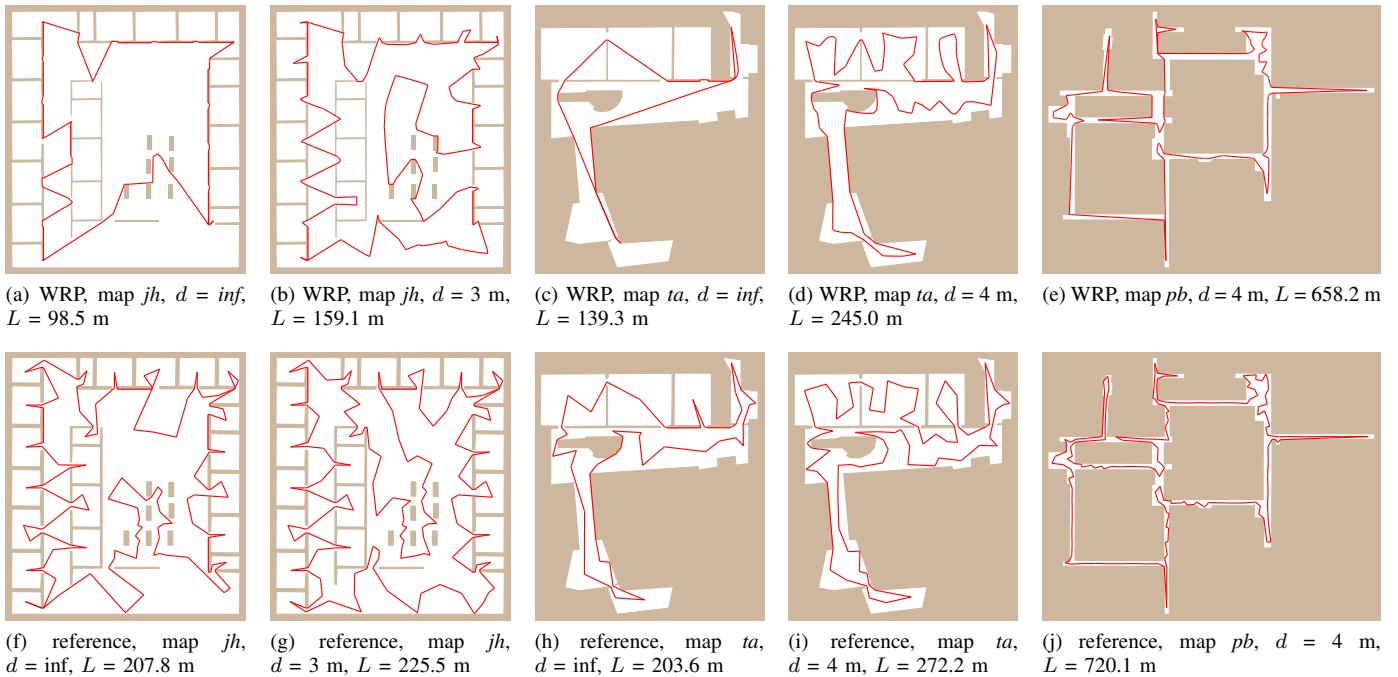 (a) WRP, map jh, d = inf,
L = 98.5 m
(b) WRP, map jh, d = 3 m,
L = 159.1 m
(c) WRP, map ta, d = inf,
L = 139.3 m
(d) WRP, map ta, d = 4 m,
L = 245.0 m
(e) WRP, map pb, d = 4 m, L = 658.2 m
(f) reference, map jh,
d = inf, L = 207.8 m
(g) reference, map jh,
d = 3 m, L = 225.5 m
(h) reference, map ta,
d = inf, L = 203.6 m
(i) reference, map ta,
d = 4 m, L = 272.2 m
(j) reference, map pb, d = 4 m,
L = 720.1 m